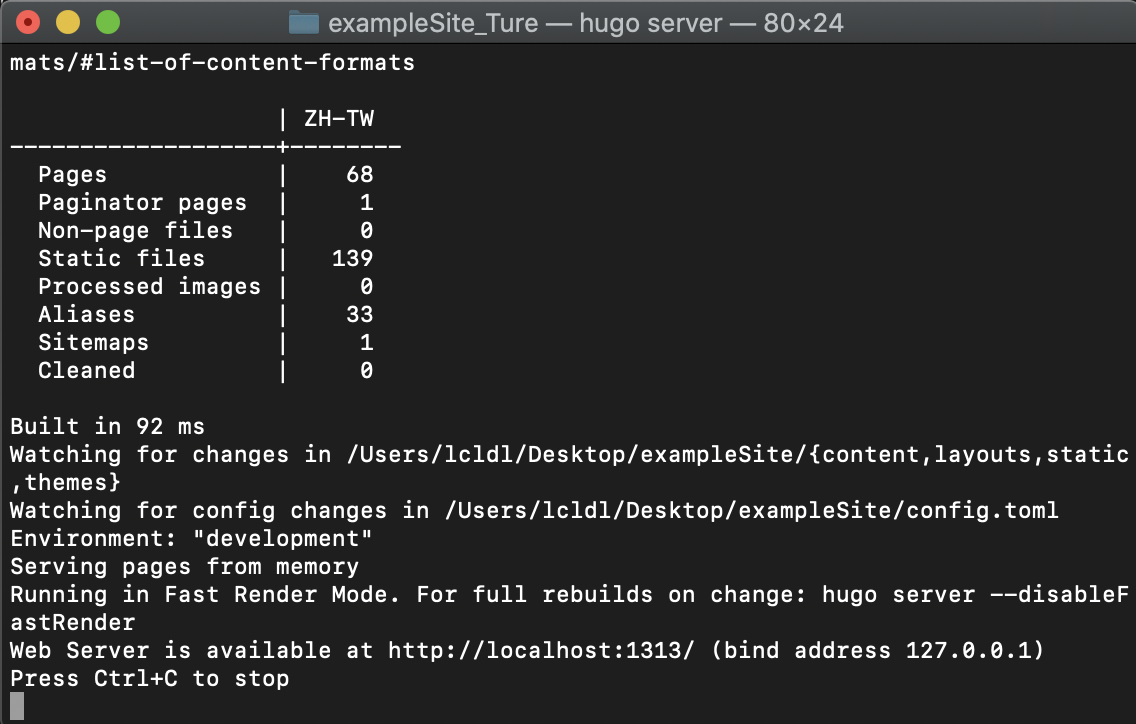 exampleSite_Ture — hugo server — 80×24
mats/#list-of-content-formats
| ZH-TW
-------------------+--------
Pages | 68
Paginator pages | 1
Non-page files | 0
Static files | 139
Processed images | 0
Aliases | 33
Sitemaps | 1
Cleaned | 0
Built in 92 ms
Watching for changes in /Users/lcldl/Desktop/exampleSite/{content,layouts,static
,themes}
Watching for config changes in /Users/lcldl/Desktop/exampleSite/config.toml
Environment: "development"
Serving pages from memory
Running in Fast Render Mode. For full rebuilds on change: hugo server --disableF
astRender
Web Server is available at http://localhost:1313/ (bind address 127.0.0.1)
Press Ctrl+C to stop